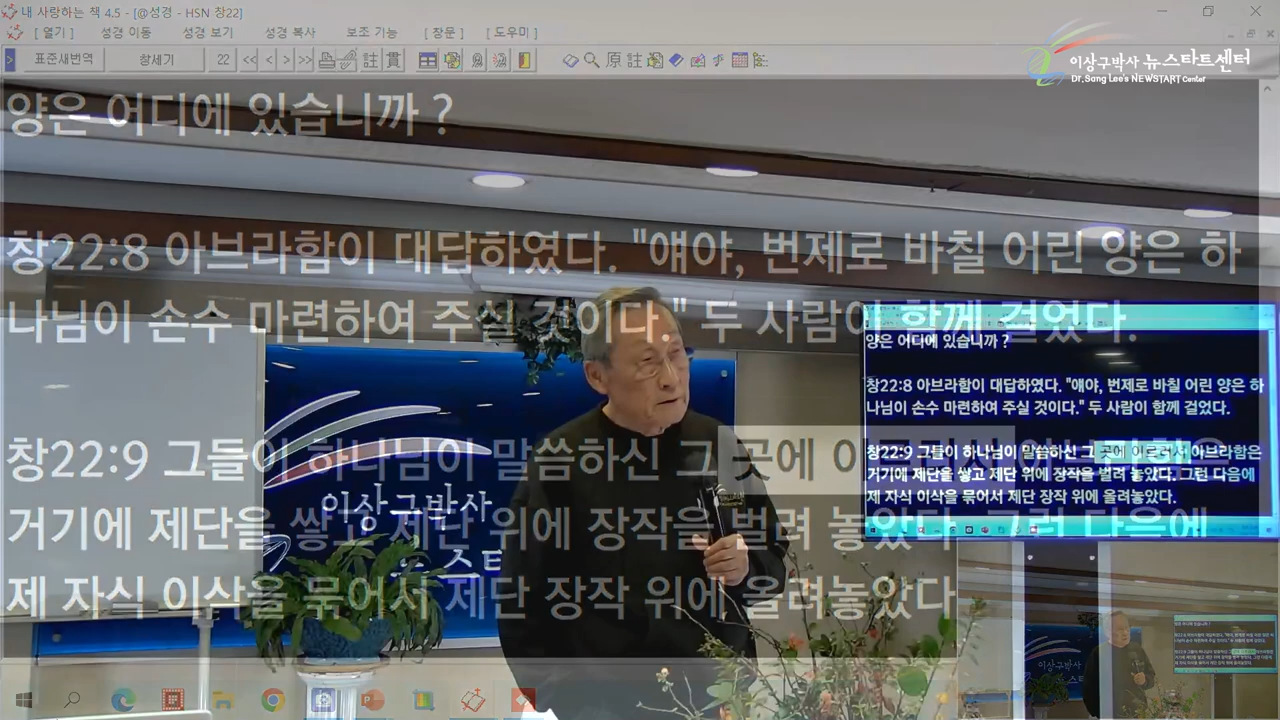 내 사랑하는 책 4.5 - [@성경 - HSN 창22]
[ 열기 ] 성경 이동 성경 보기 성경 복사 보조 기능 [ 장문 ] [ 도우미 ]
표준새번역 창세기 22 << < > >>
이상구박사 뉴스타트센터
Dr. Sang Lee's NEWSTART Center
양은 어디에 있습니까 ?
창22:8 아브라함이 대답하였다. "얘야, 번제로 바칠 어린 양은 하
나님이 손수 마련하여 주실 것이다." 두 사람이 함께 걸었다.
창22:9 그들이 하나님이 말씀하신 그 곳에 이르러서
거기에 제단을 쌓고 제단 위에 장작을 벌려 놓았다. 그런 다음에
제 자식 이삭을 묶어서 제단 장작 위에 올려놓았다
양은 어디에 있습니까 ?
창22:8 아브라함이 대답하였다. "얘야, 번제로 바칠 어린 양은 하
나님이 손수 마련하여 주실 것이다." 두 사람이 함께 걸었다.
창22:9 그들이 하나님이 말씀하신 그 곳에 이르러서 아브라함은
거기에 제단을 쌓고 제단 위에 장작을 벌려 놓았다. 그런 다음에
제 자식 이삭을 묶어서 제단 장작 위에 올려놓았다.
이상구박사
스트
이상구박사